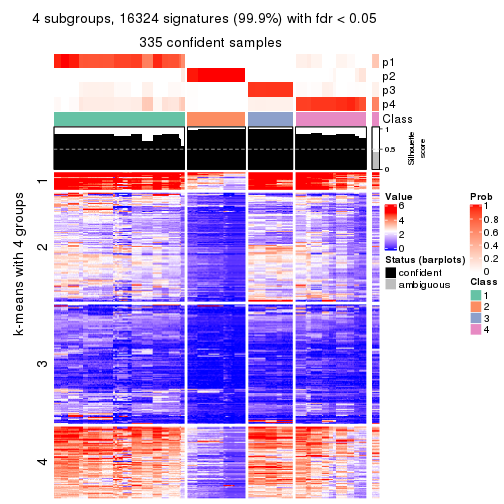 4 subgroups, 16324 signatures (99.9%) with fdr < 0.05
335 confident samples
p1
p2
p3
p4
Class
1
0.5
0
Silhouette
score
k-means with 4 groups
1
2
3
4
Value
6
4
2
0
Status (barplots)
confident
ambiguous
Prob
1
0.8
0.6
0.4
0.2
0
Class
1
2
3
4